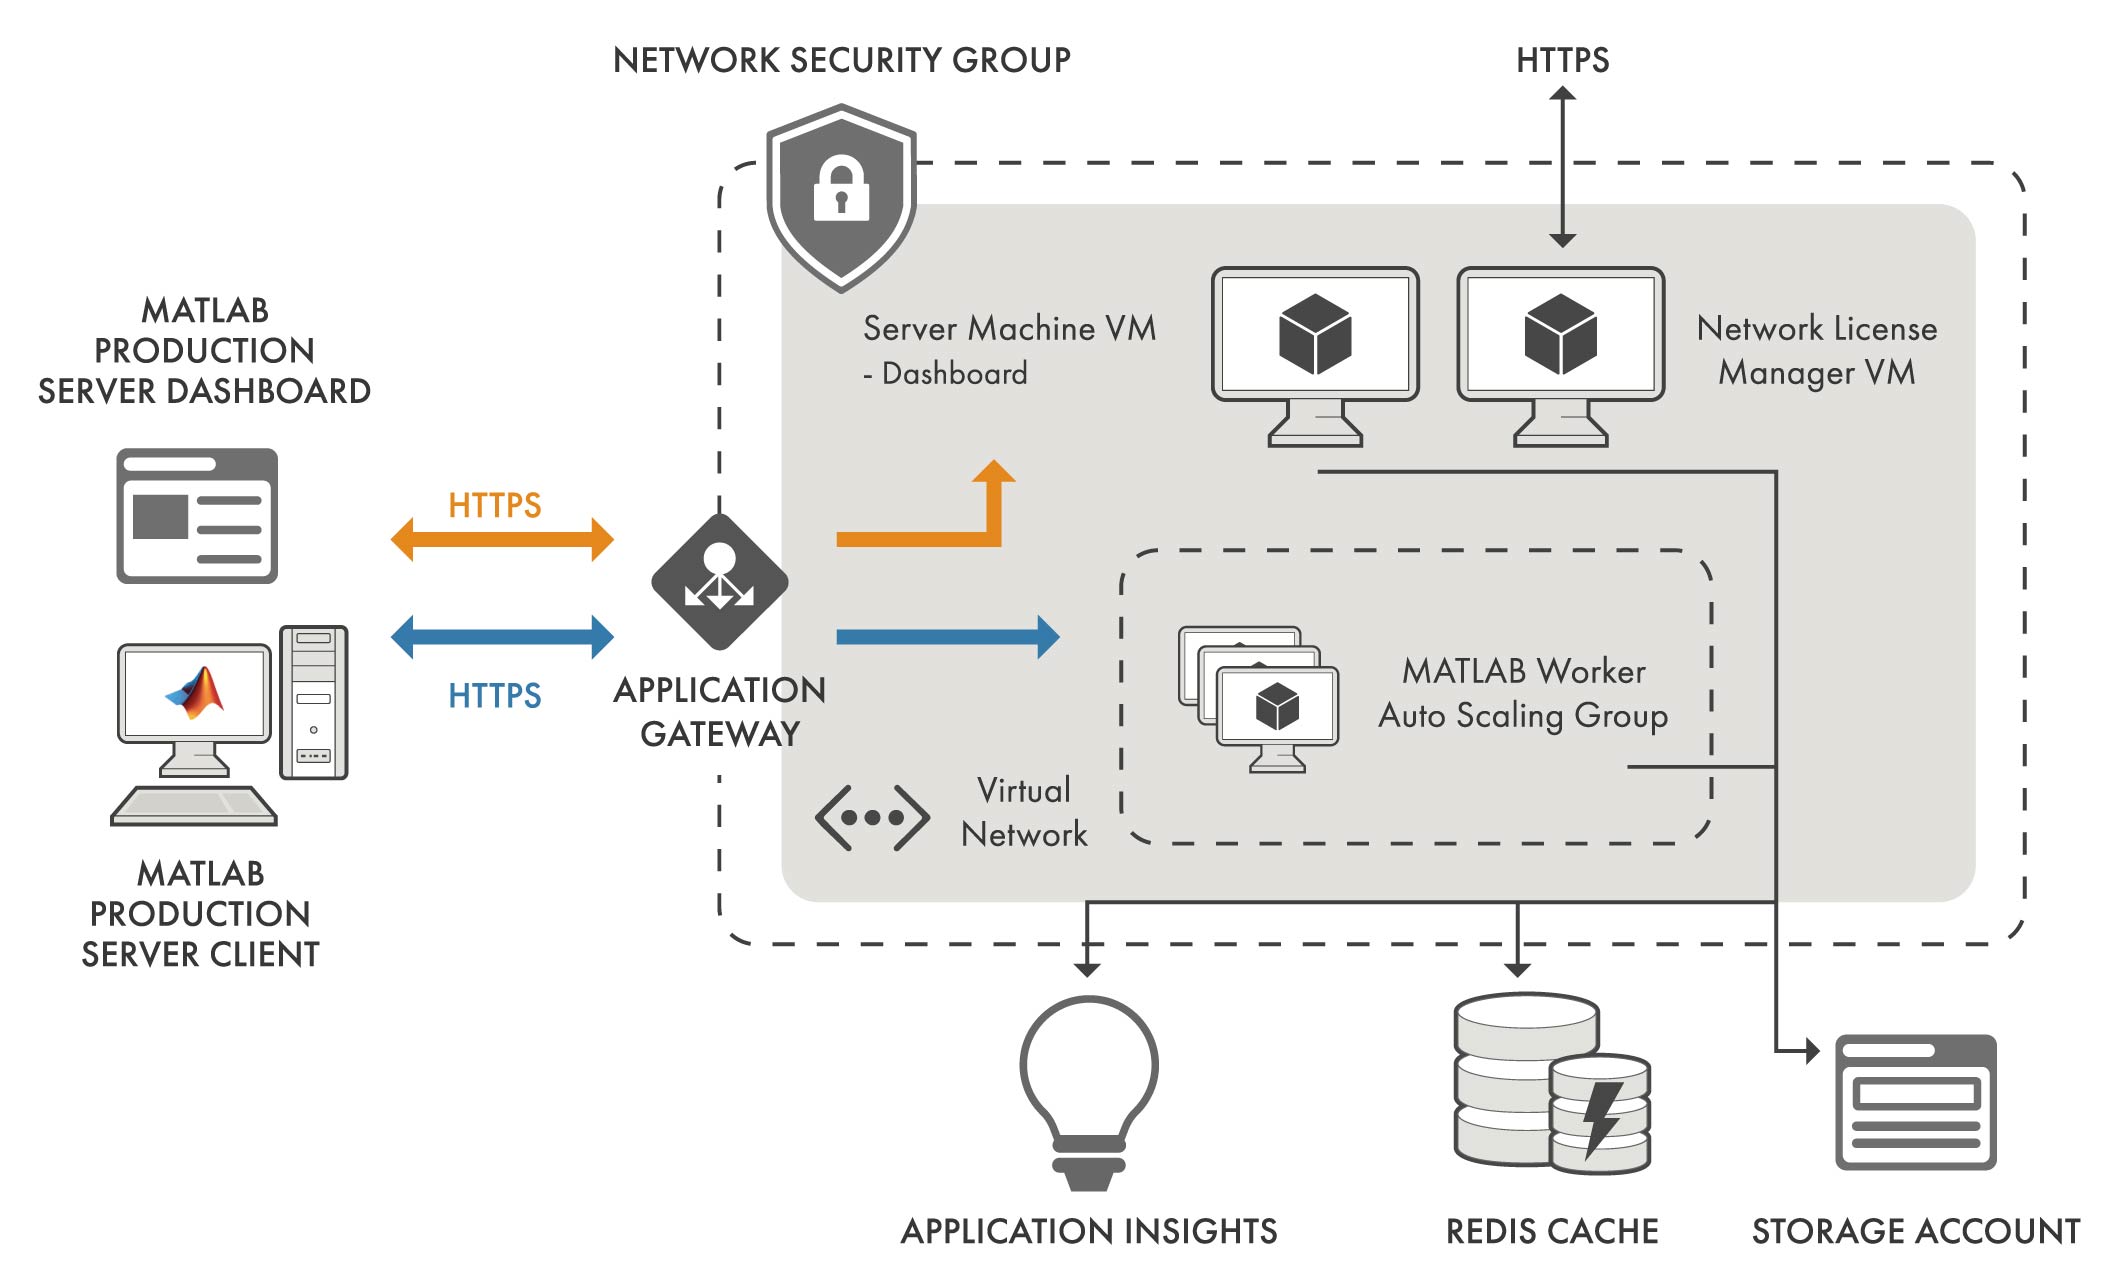 NETWORK SECURITY GROUP
HTTPS
MATLAB
PRODUCTION
SERVER DASHBOARD
Server Machine VM
- Dashboard
Network License
Manager VM
HTTPS
HTTPS
APPLICATION
GATEWAY
MATLAB Worker
Auto Scaling Group
Virtual
Network
MATLAB
PRODUCTION
SERVER CLIENT
APPLICATION INSIGHTS
REDIS CACHE
STORAGE ACCOUNT